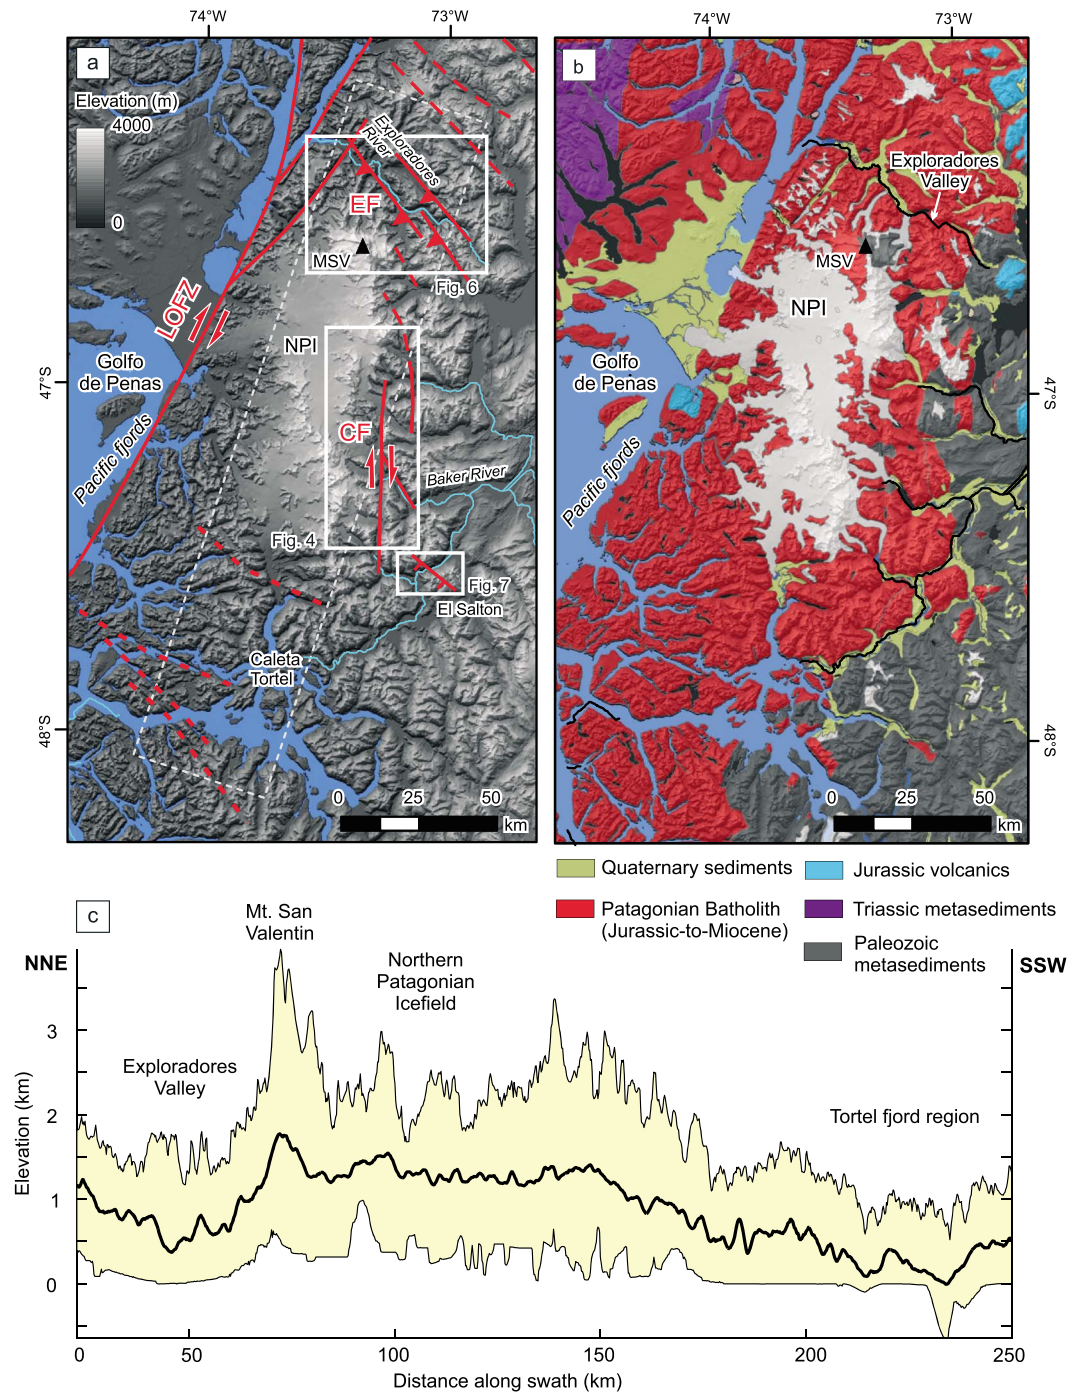 74°W
73°W
a
Elevation (m)
4000
0
Exploradores
River
EF
MSV
Fig. 6
LOFZ
NPI
Golfo
de Penas
47°S
Pacific fjords
CF
Baker River
Fig. 4
Fig. 7
El Salton
Caleta
Tortel
48°S
0
25
50
km
74°W
73°W
b
Exploradores
Valley
MSV
NPI
Golfo
de Penas
47°S
Pacific fjords
48°S
0
25
50
km
Quaternary sediments
Jurassic volcanics
Patagonian Batholith
(Jurassic-to-Miocene)
Triassic metasediments
Paleozoic
metasediments
c
Mt. San
Valentin
NNE
Northern
Patagonian
Icefield
SSW
Exploradores
Valley
Tortel fjord region
Elevation (km)
3
2
1
0
0
50
100
150
200
250
Distance along swath (km)